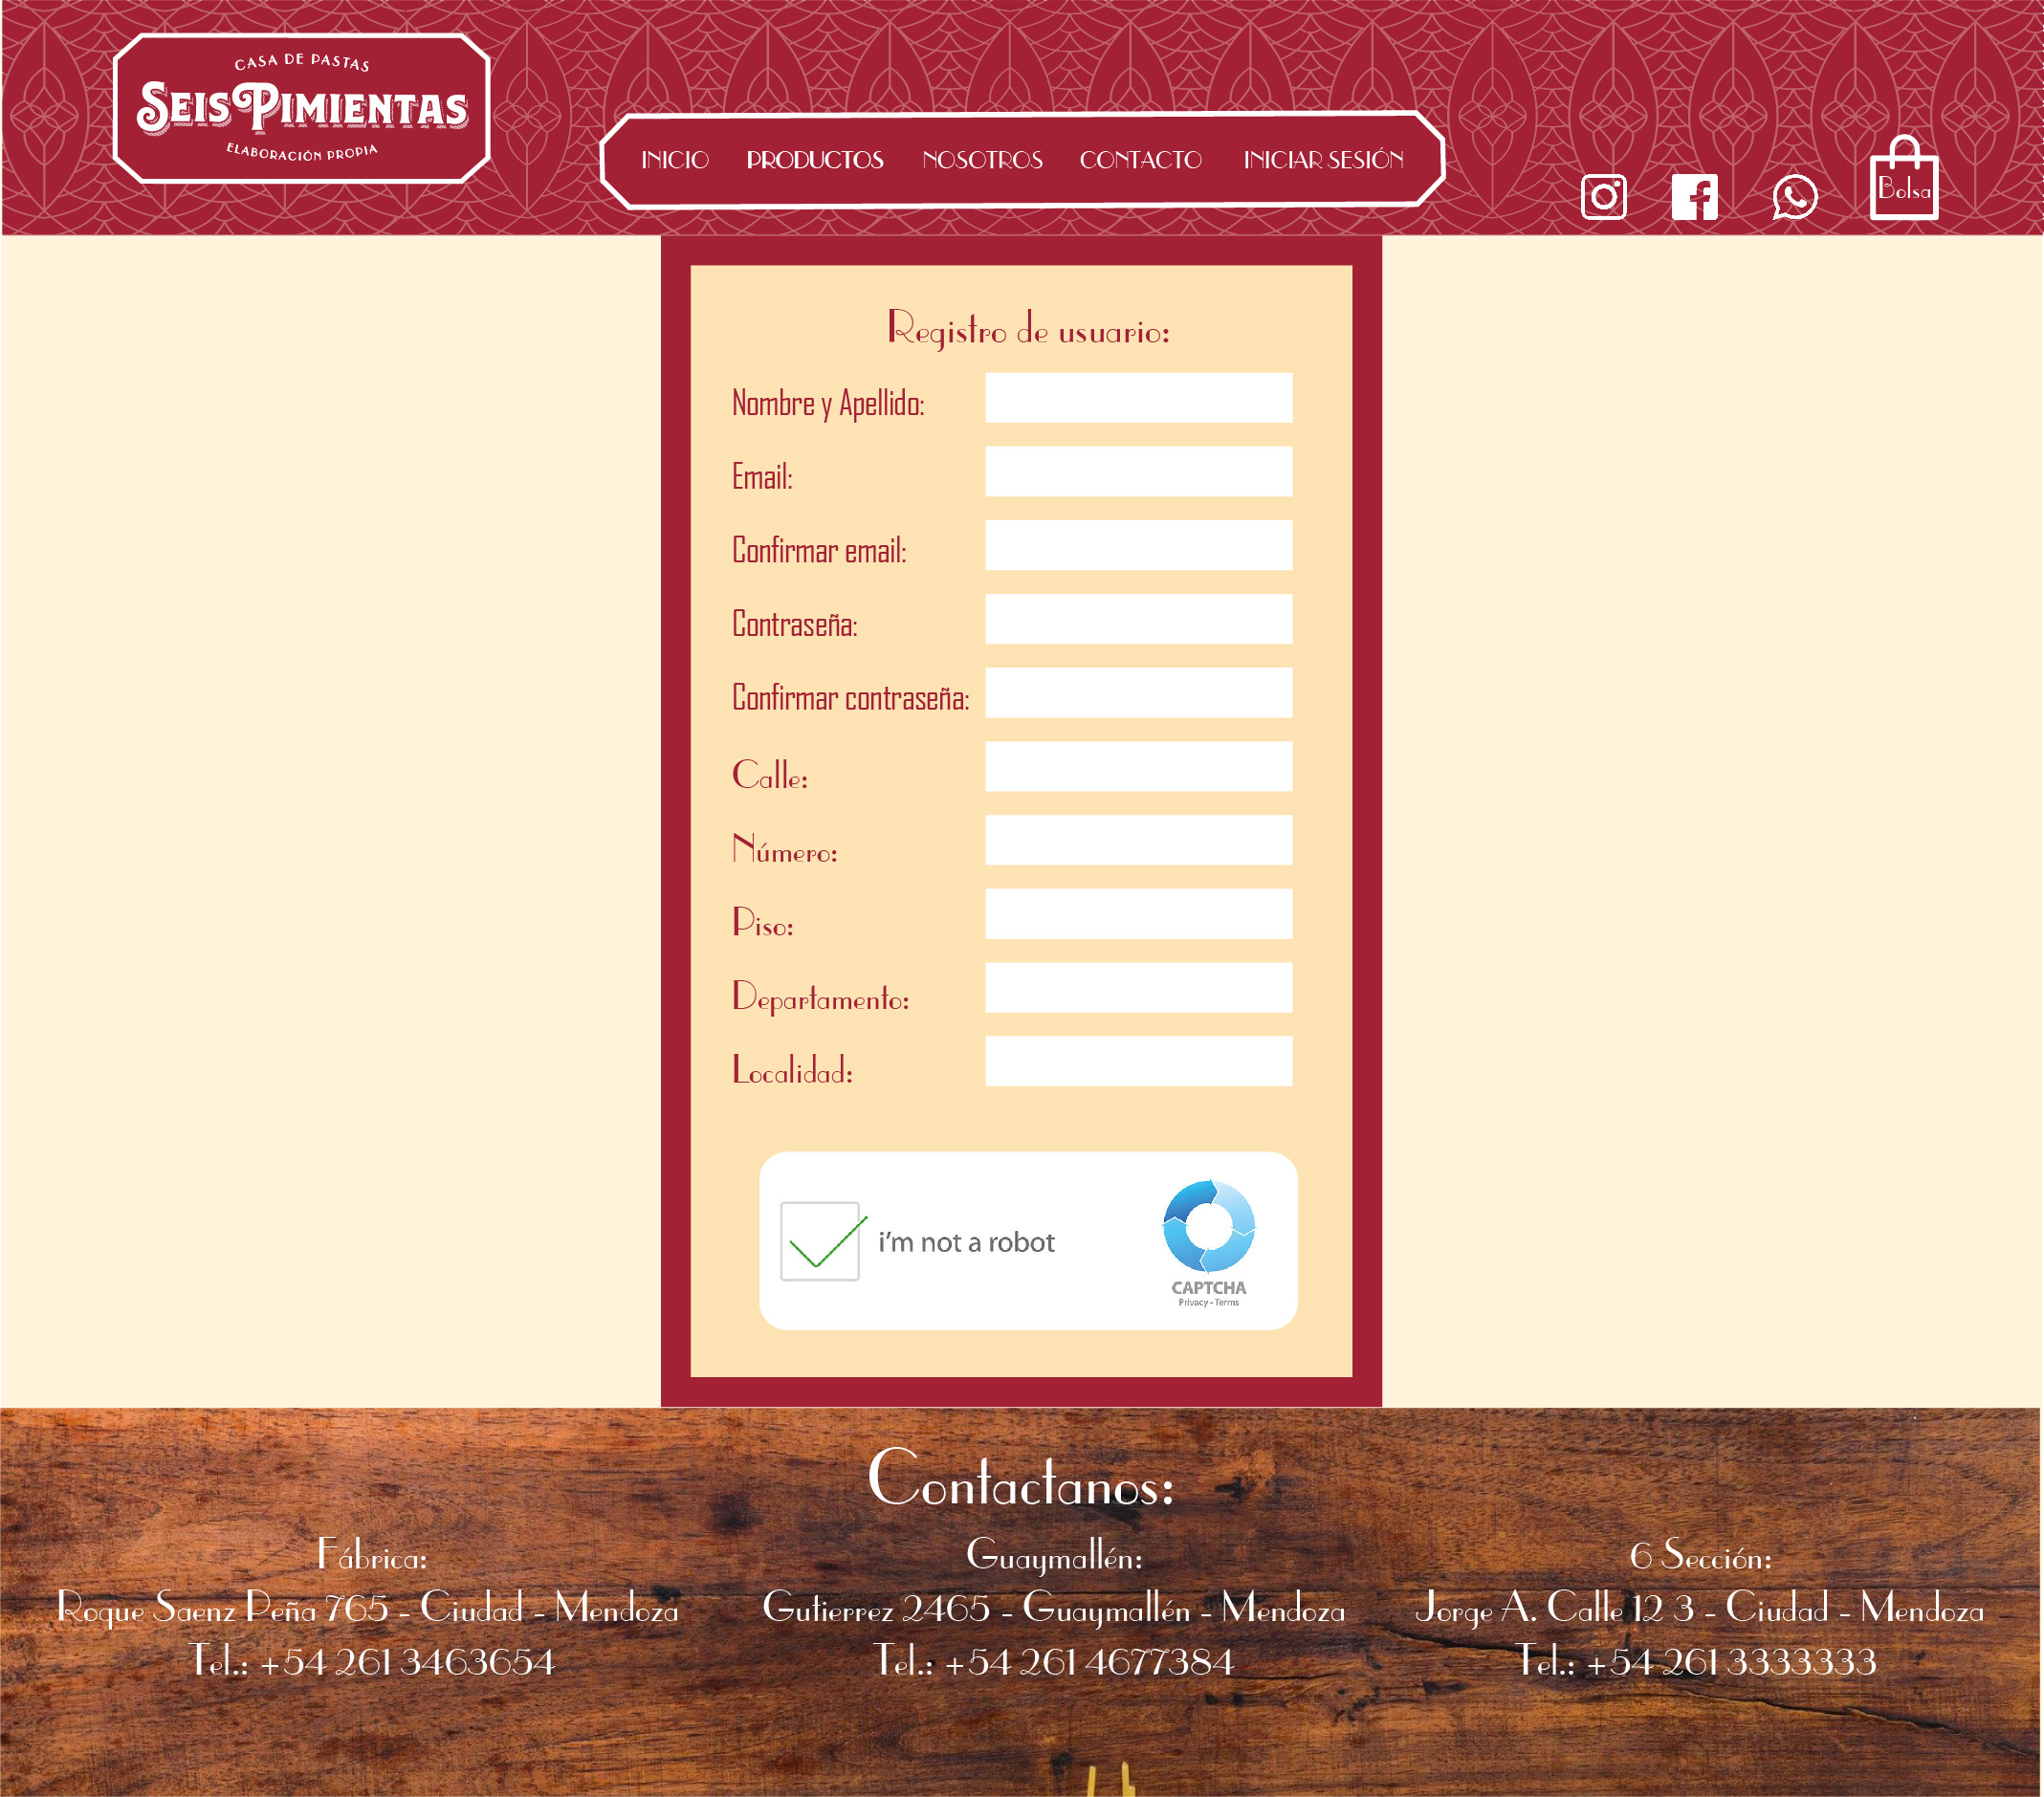 CASA DE PASTAS
SEIS PIMIENTAS
ELABORACIÓN PROPIA
INICIO PRODUCTOS NOSOTROS CONTACTO INICIAR SESIÓN
Bolsa
Registro de usuario:
Nombre y Apellido:
Email:
Confirmar email:
Contraseña:
Confirmar contraseña:
Calle:
Número:
Piso:
Departamento:
Localidad:
i'm not a robot
CAPTCHA
Privacy - Terms
Contactanos:
Fábrica:
Roque Saenz Peña 765 - Ciudad - Mendoza
Tel.: +54 261 3463654
Guaymallén:
Gutierrez 2465 - Guaymallén - Mendoza
Tel.: +54 261 4677384
6 Sección:
Jorge A. Calle 12 3 - Ciudad - Mendoza
Tel.: +54 261 3333333